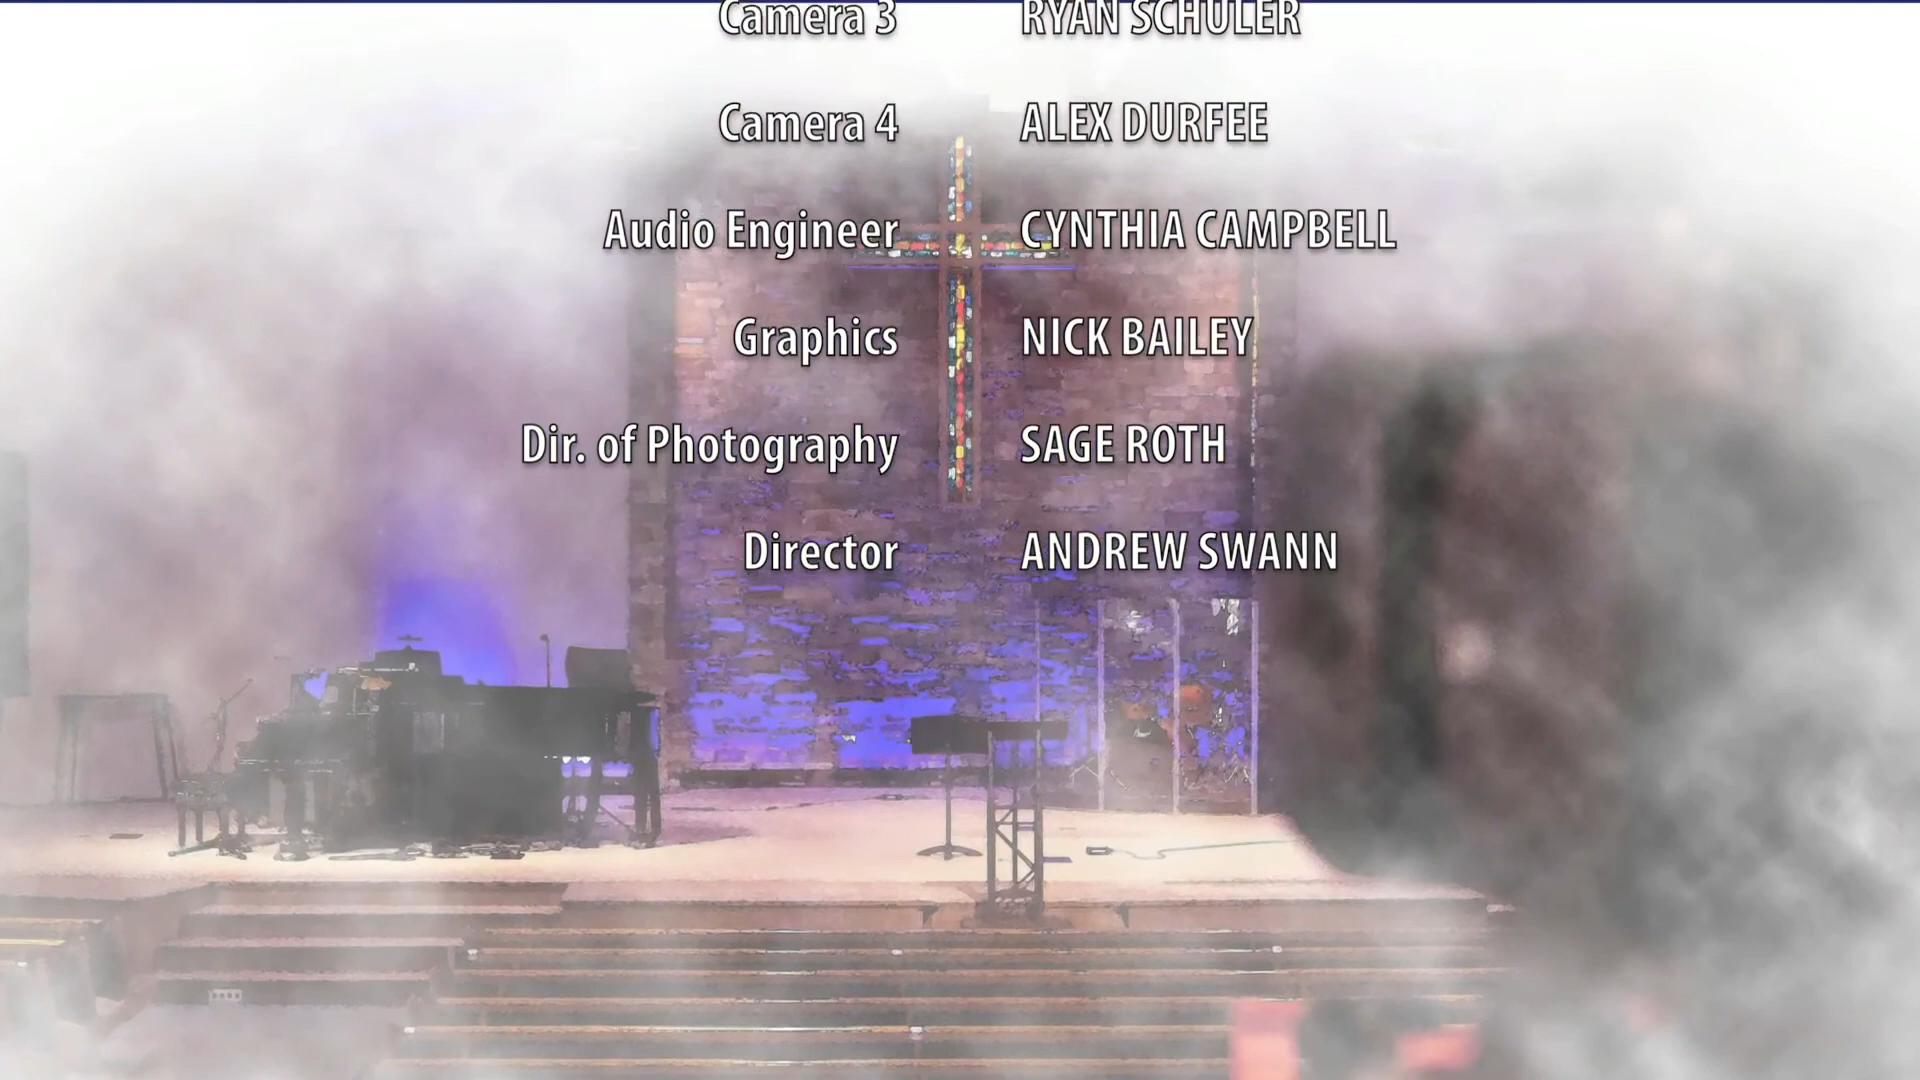 Camera 3 RYAN SCHULER
Camera 4 ALEX DURFEE
Audio Engineer CYNTHIA CAMPBELL
Graphics NICK BAILEY
Dir. of Photography SAGE ROTH
Director ANDREW SWANN